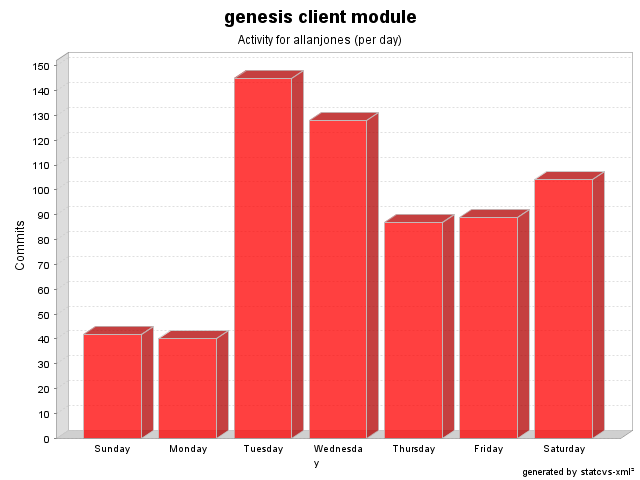 genesis client module
Activity for allanjones (per day)
Commits
150
140
130
120
110
100
90
80
70
60
50
40
30
20
10
0
Sunday Monday Tuesday Wednesda Thursday Friday Saturday
y
generated by statcvs-xml²